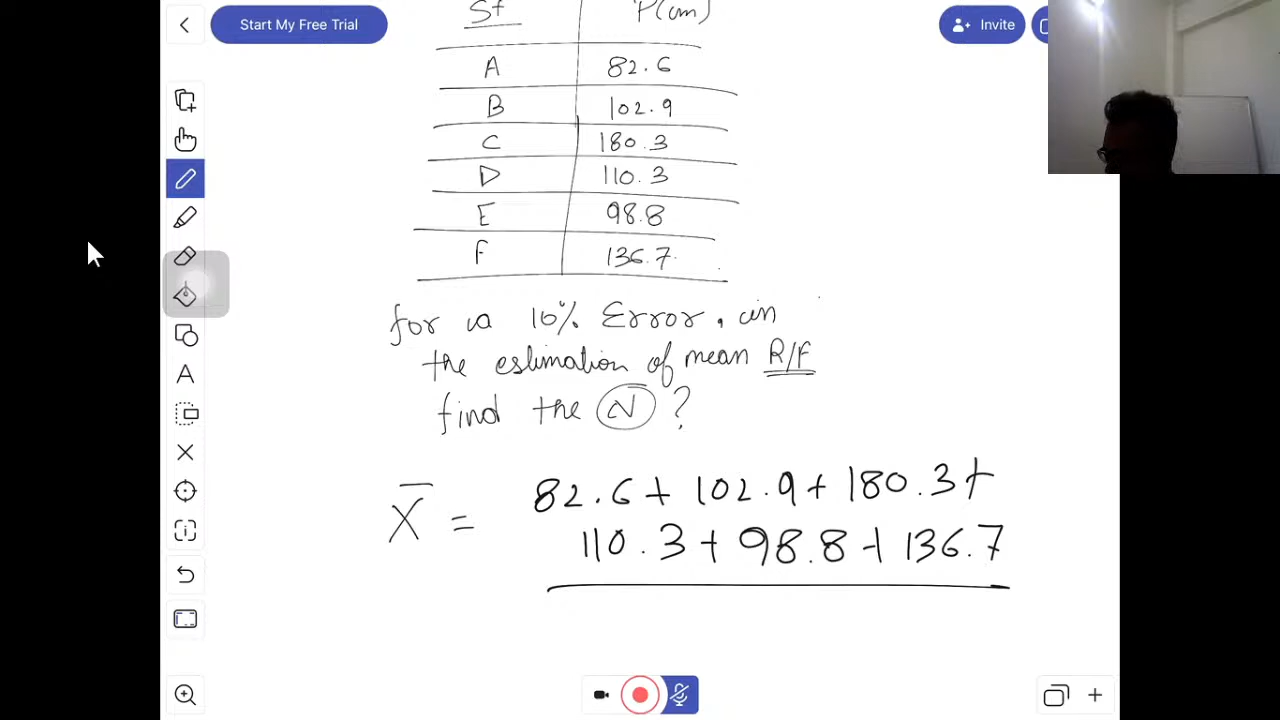 Start My Free Trial
Invite
St P(cm)
A 82.6
B 102.9
C 180.3
D 110.3
E 98.8
F 136.7
for a 10% Error, in
the estimation of mean R/F
find the N ?
X̄ = 82.6 + 102.9 + 180.3 +
110.3 + 98.8 + 136.7